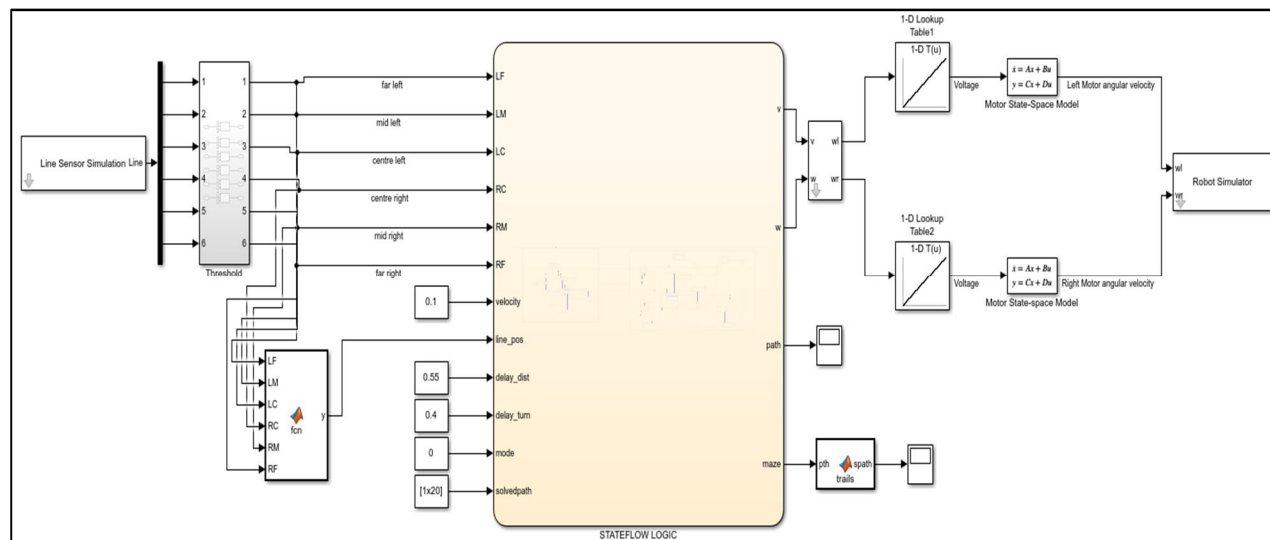 Line Sensor Simulation
Line
1
2
3
4
5
6
1
2
3
4
5
6
Threshold
far left
mid left
centre left
centre right
mid right
far right
LF
LM
LC
RC
RM
RF
fcn
y
0.1
0.55
0.4
0
[1x20]
LF
LM
LC
RC
RM
RF
velocity
line_pos
delay_dist
delay_turn
mode
solvedpath
v
w
path
maze
STATEFLOW LOGIC
v
w
wl
wr
pth
spath
trails
1-D Lookup
Table1
1-D T(u)
Voltage
ẋ = Ax + Bu
y = Cx + Du
Motor State-Space Model
Left Motor angular velocity
1-D Lookup
Table2
1-D T(u)
Voltage
ẋ = Ax + Bu
y = Cx + Du
Motor State-space Model
Right Motor angular velocity
wl
wr
Robot Simulator